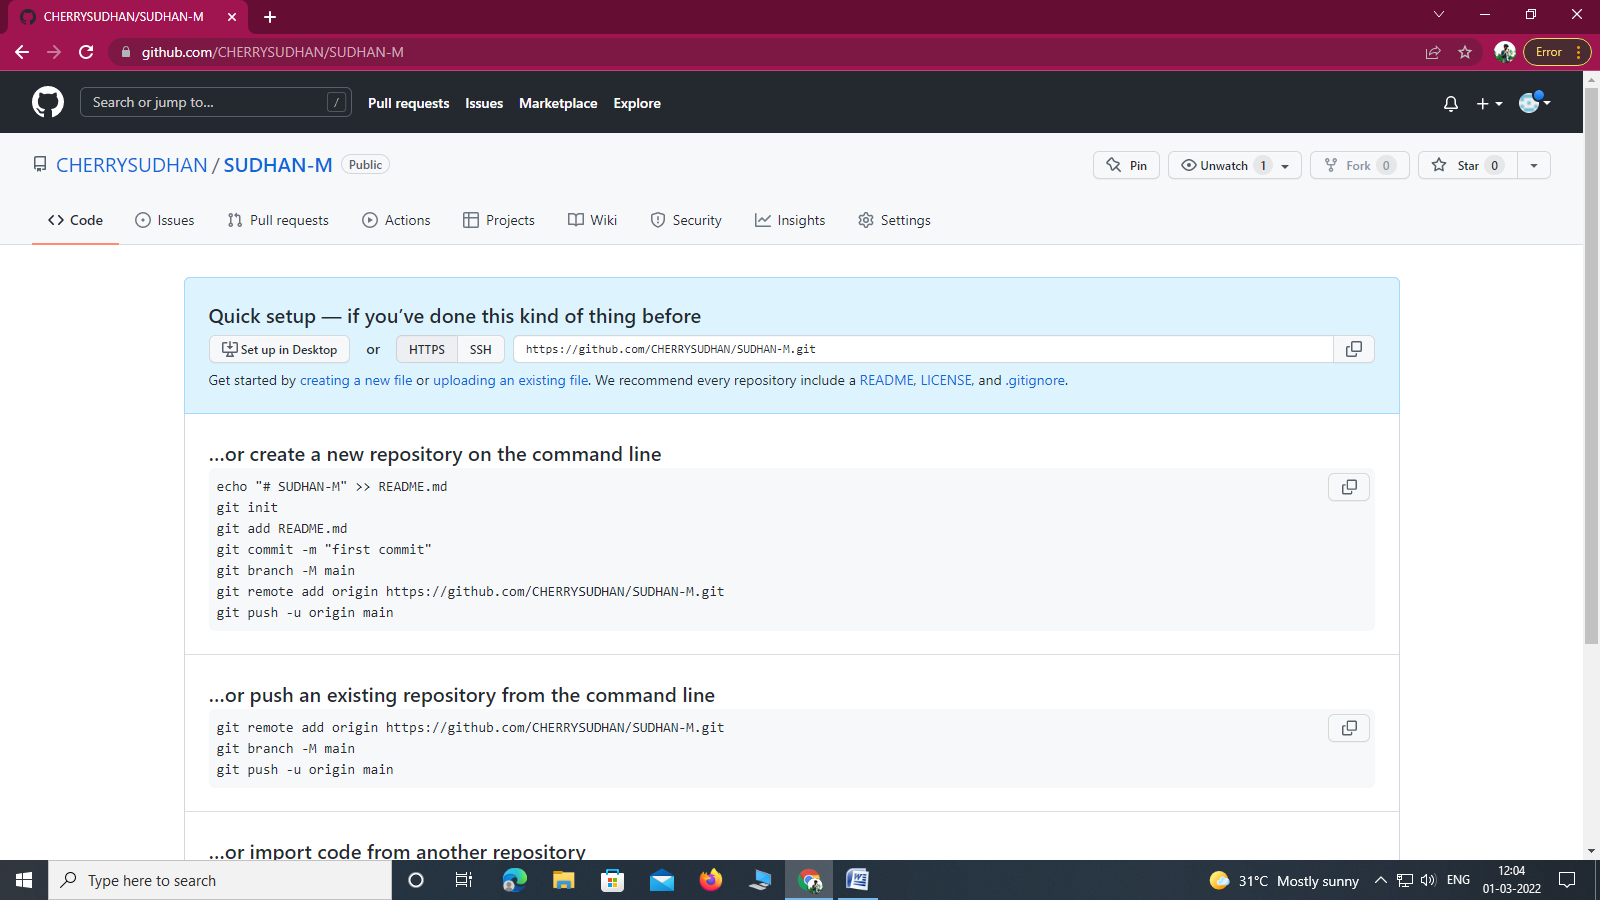 CHERRYSUDHAN/SUDHAN-M
github.com/CHERRYSUDHAN/SUDHAN-M
Error
Search or jump to...
/
Pull requests
Issues
Marketplace
Explore
CHERRYSUDHAN / SUDHAN-M
Public
Pin
Unwatch 1
Fork 0
Star 0
Code
Issues
Pull requests
Actions
Projects
Wiki
Security
Insights
Settings
Quick setup — if you’ve done this kind of thing before
Set up in Desktop
or
HTTPS
SSH
https://github.com/CHERRYSUDHAN/SUDHAN-M.git
Get started by creating a new file or uploading an existing file. We recommend every repository include a README, LICENSE, and .gitignore.
…or create a new repository on the command line
echo "# SUDHAN-M" >> README.md
git init
git add README.md
git commit -m "first commit"
git branch -M main
git remote add origin https://github.com/CHERRYSUDHAN/SUDHAN-M.git
git push -u origin main
…or push an existing repository from the command line
git remote add origin https://github.com/CHERRYSUDHAN/SUDHAN-M.git
git branch -M main
git push -u origin main
…or import code from another repository
Type here to search
31°C Mostly sunny
ENG
12:04
01-03-2022